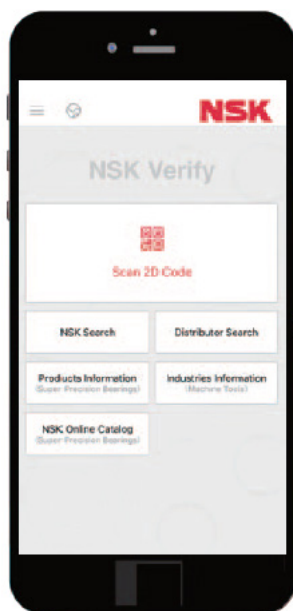 NSK
NSK Verify
Scan 2D Code
NSK Search
Distributor Search
Products Information
(Super Precision Bearings)
Industries Information
(Machine Tools)
NSK Online Catalog
(Super Precision Bearings)